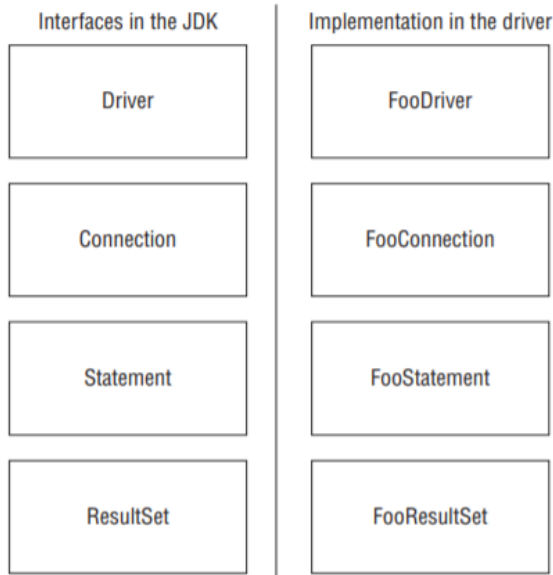 Interfaces in the JDK
Implementation in the driver
Driver
FooDriver
Connection
FooConnection
Statement
FooStatement
ResultSet
FooResultSet